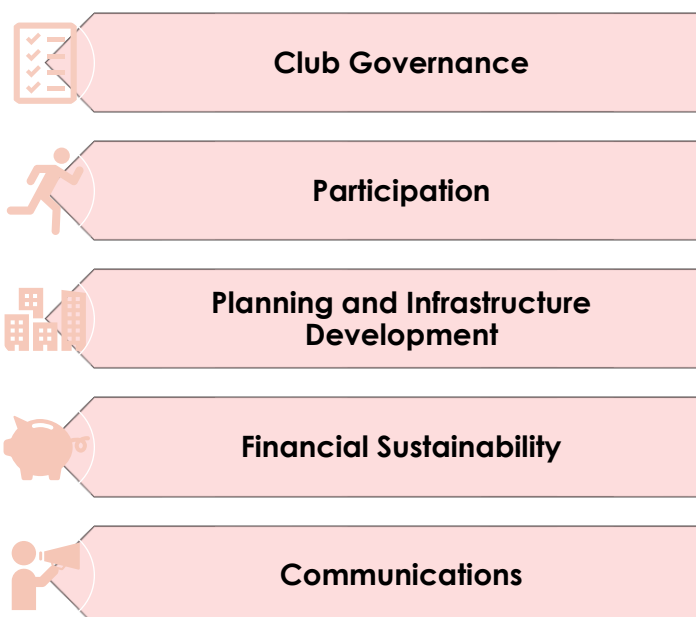 Club Governance
Participation
Planning and Infrastructure
Development
Financial Sustainability
Communications